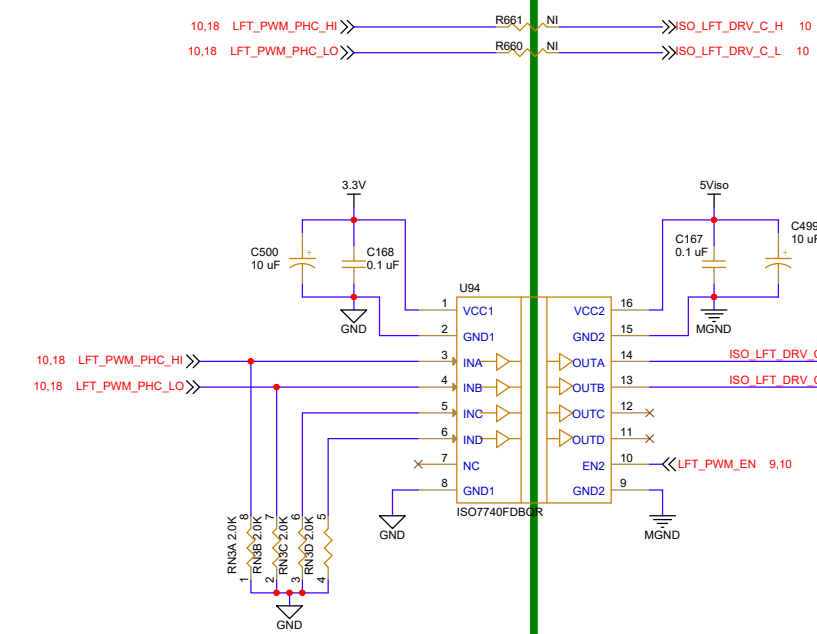 10,18 LFT_PWM_PHC_HI R661 NI ISO_LFT_DRV_C_H 10
10,18 LFT_PWM_PHC_LO R660 NI ISO_LFT_DRV_C_L 10
3.3V 5Viso
C500
10 uF
C168
0.1 uF
C167
0.1 uF
C499
10 uF
GND MGND
U94
1 VCC1 VCC2 16
2 GND1 GND2 15
10,18 LFT_PWM_PHC_HI 3 INA OUTA 14 ISO_LFT_DRV_
10,18 LFT_PWM_PHC_LO 4 INB OUTB 13 ISO_LFT_DRV_
5 INC OUTC 12
6 IND OUTD 11
7 NC EN2 10 LFT_PWM_EN 9,10
8 GND1 GND2 9
ISO7740FDBQR
GND MGND
8 7 6 5
RN3A 2.0K
RN3B 2.0K
RN3C 2.0K
RN3D 2.0K
1 2 3 4
GND